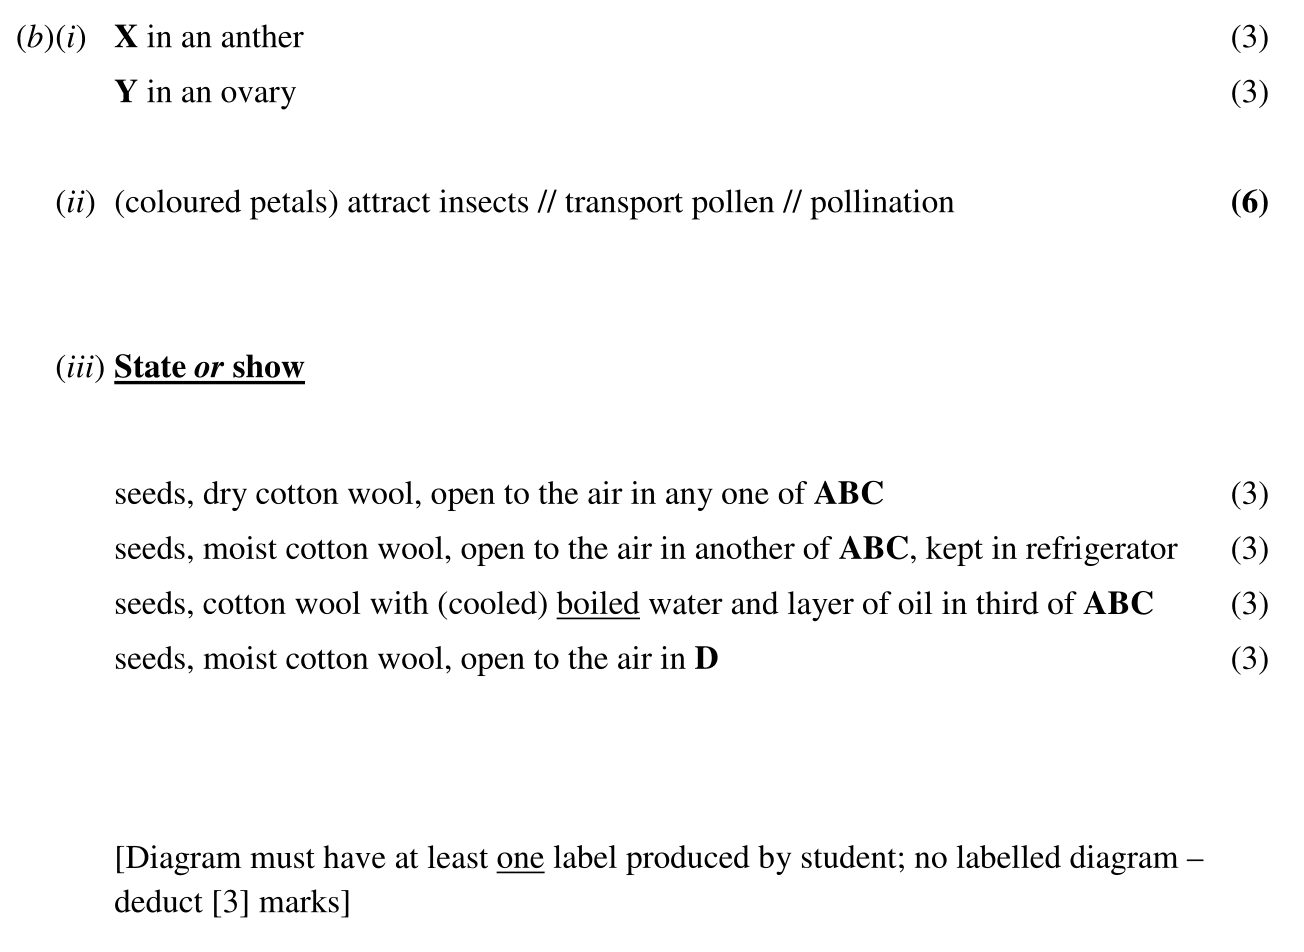 (b)(i) X in an anther (3)
Y in an ovary (3)
(ii) (coloured petals) attract insects // transport pollen // pollination (6)
(iii) State or show
seeds, dry cotton wool, open to the air in any one of ABC (3)
seeds, moist cotton wool, open to the air in another of ABC, kept in refrigerator (3)
seeds, cotton wool with (cooled) boiled water and layer of oil in third of ABC (3)
seeds, moist cotton wool, open to the air in D (3)
[Diagram must have at least one label produced by student; no labelled diagram –
deduct [3] marks]